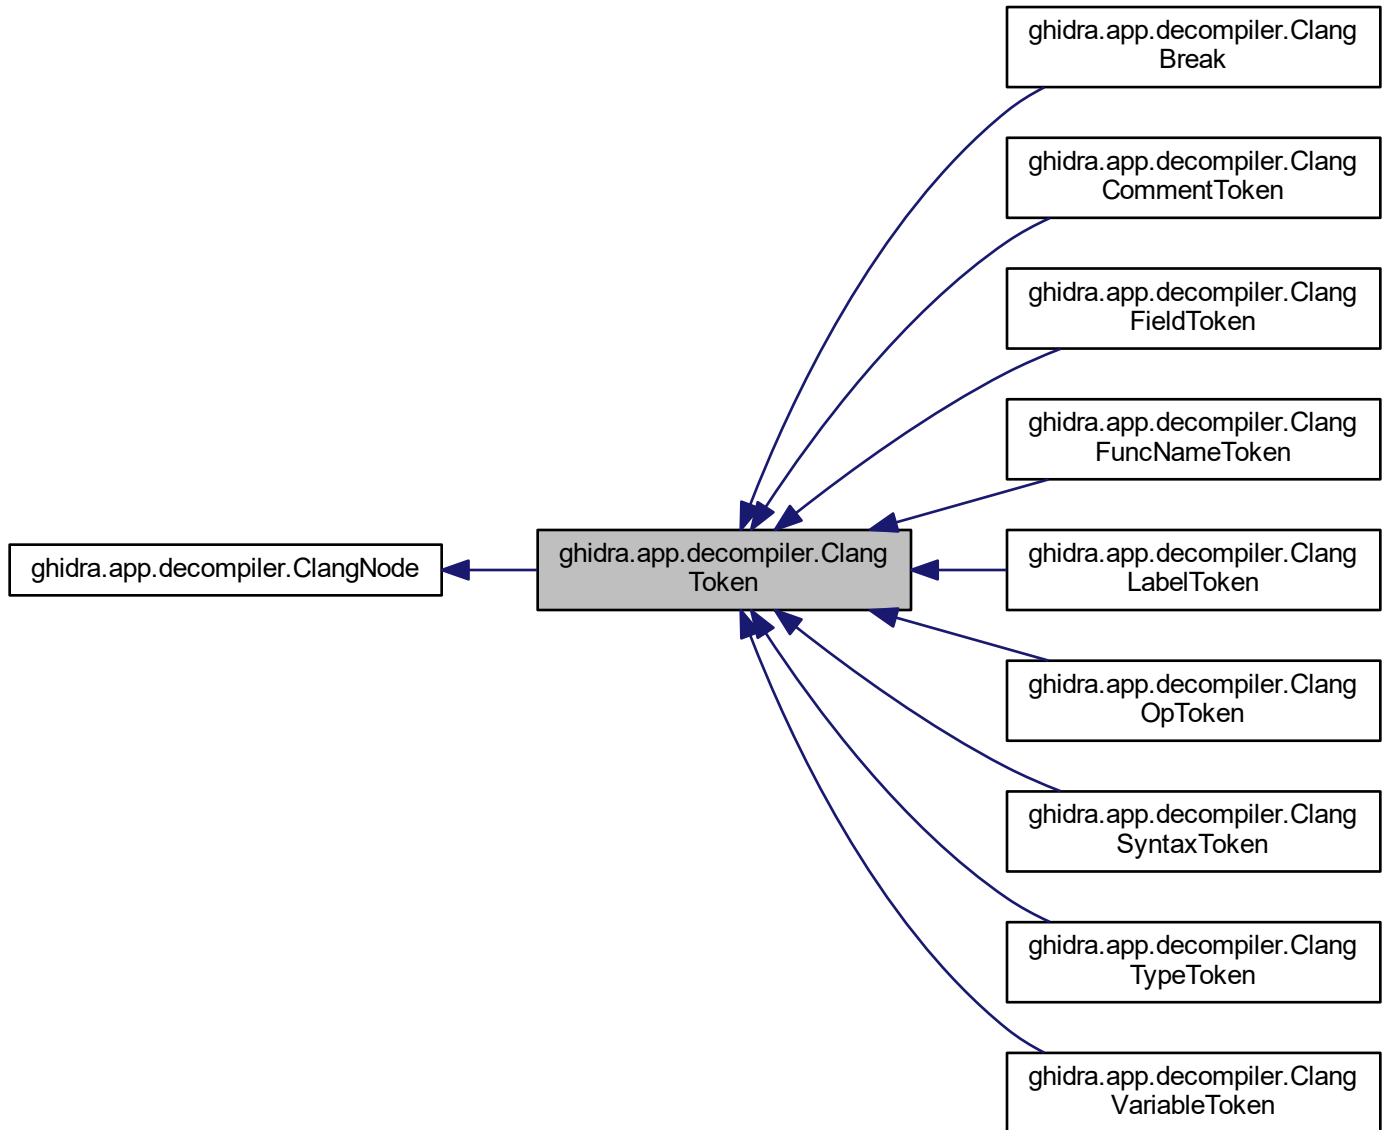 ghidra.app.decompiler.Clang
Break
ghidra.app.decompiler.Clang
CommentToken
ghidra.app.decompiler.Clang
FieldToken
ghidra.app.decompiler.Clang
FuncNameToken
ghidra.app.decompiler.ClangNode
ghidra.app.decompiler.Clang
Token
ghidra.app.decompiler.Clang
LabelToken
ghidra.app.decompiler.Clang
OpToken
ghidra.app.decompiler.Clang
SyntaxToken
ghidra.app.decompiler.Clang
TypeToken
ghidra.app.decompiler.Clang
VariableToken